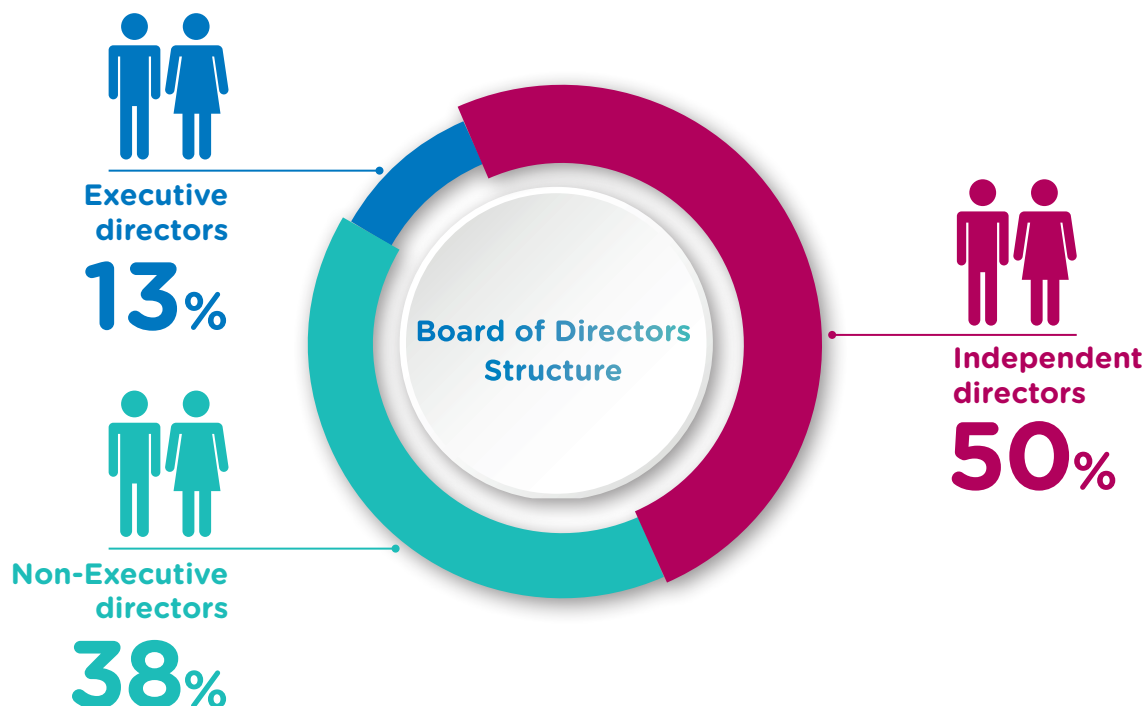 Executive
directors
13%
Board of Directors
Structure
Independent
directors
50%
Non-Executive
directors
38%